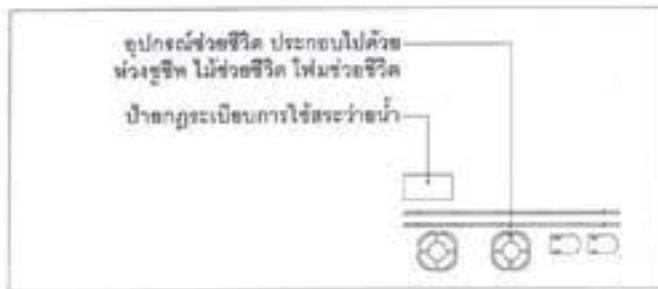 อุปกรณ์ช่วยชีวิต ประกอบไปด้วย
ห่วงชูชีพ ไม้ช่วยชีวิต โฟมช่วยชีวิต
ป้ายกฎระเบียบการใช้สระว่ายน้ำ